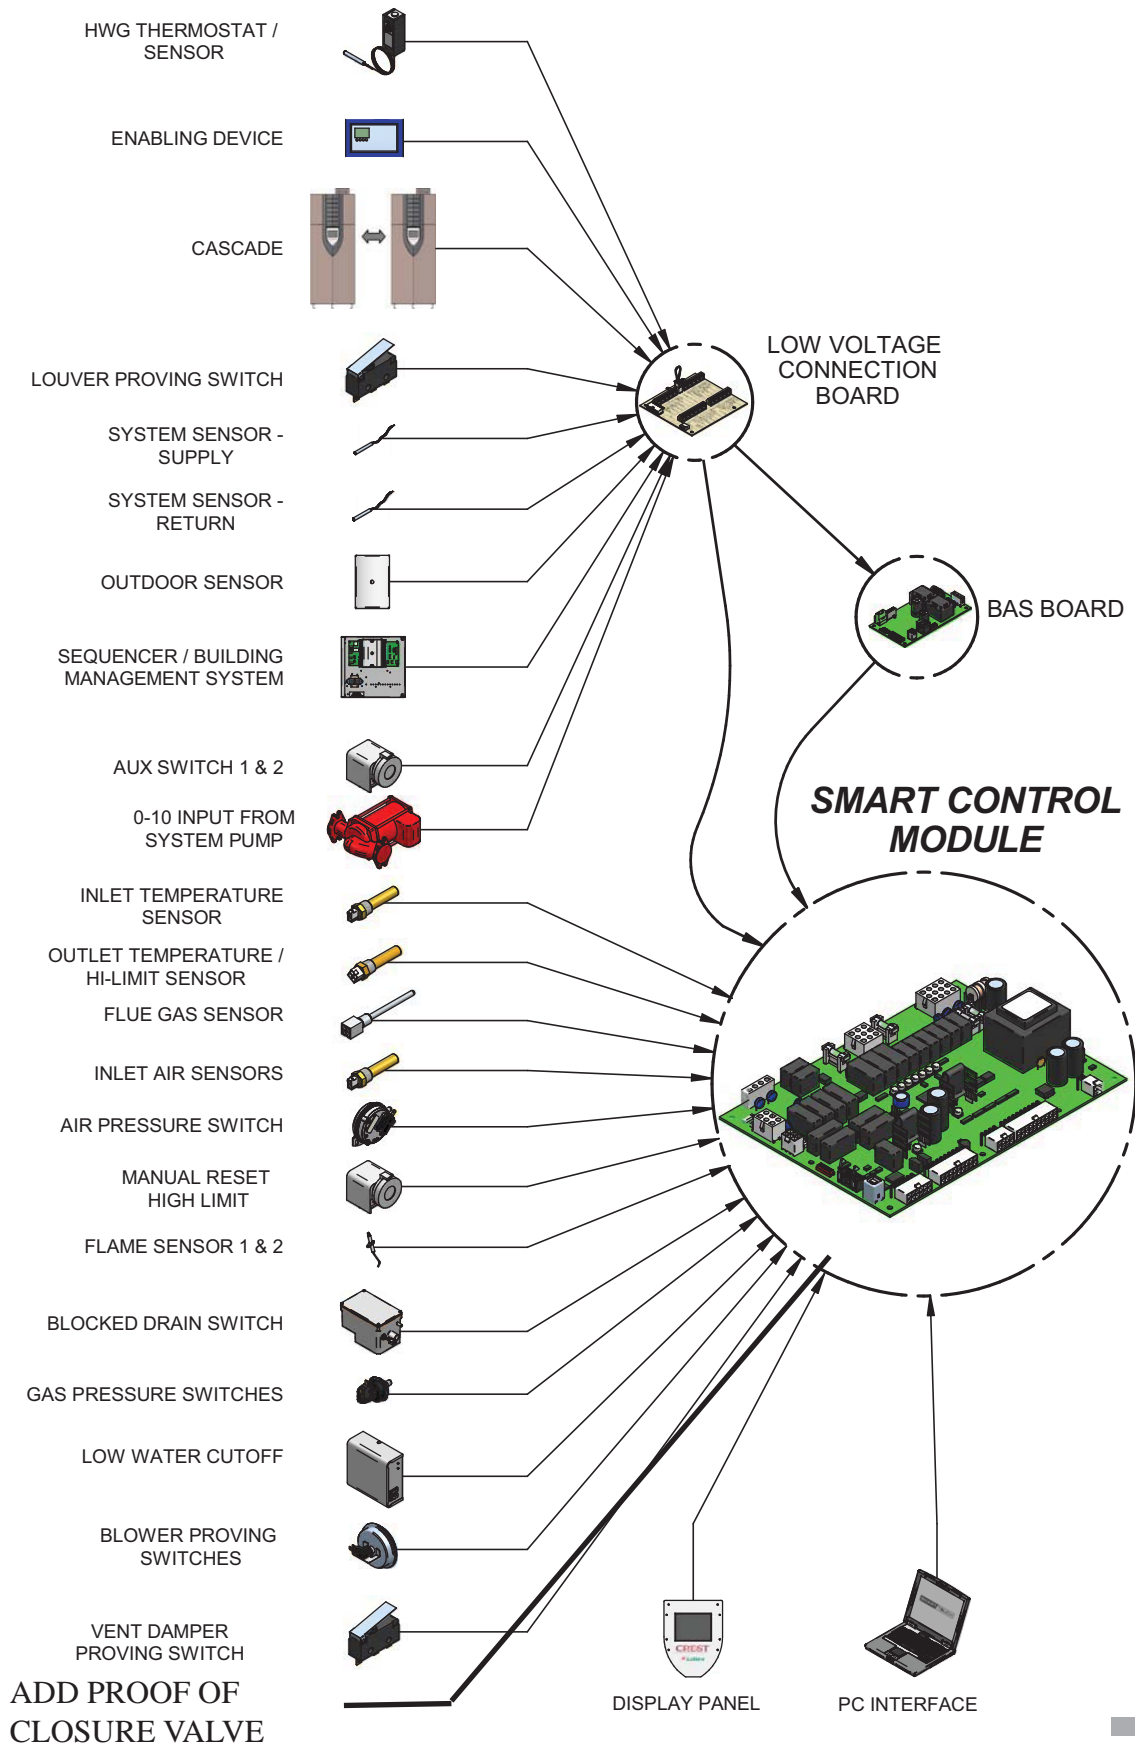 HWG THERMOSTAT /
SENSOR
ENABLING DEVICE
CASCADE
LOUVER PROVING SWITCH
SYSTEM SENSOR -
SUPPLY
SYSTEM SENSOR -
RETURN
OUTDOOR SENSOR
SEQUENCER / BUILDING
MANAGEMENT SYSTEM
AUX SWITCH 1 & 2
0-10 INPUT FROM
SYSTEM PUMP
INLET TEMPERATURE
SENSOR
OUTLET TEMPERATURE /
HI-LIMIT SENSOR
FLUE GAS SENSOR
INLET AIR SENSORS
AIR PRESSURE SWITCH
MANUAL RESET
HIGH LIMIT
FLAME SENSOR 1 & 2
BLOCKED DRAIN SWITCH
GAS PRESSURE SWITCHES
LOW WATER CUTOFF
BLOWER PROVING
SWITCHES
VENT DAMPER
PROVING SWITCH
ADD PROOF OF
CLOSURE VALVE
LOW VOLTAGE
CONNECTION
BOARD
BAS BOARD
SMART CONTROL
MODULE
CREST
Lochinvar
DISPLAY PANEL
PC INTERFACE